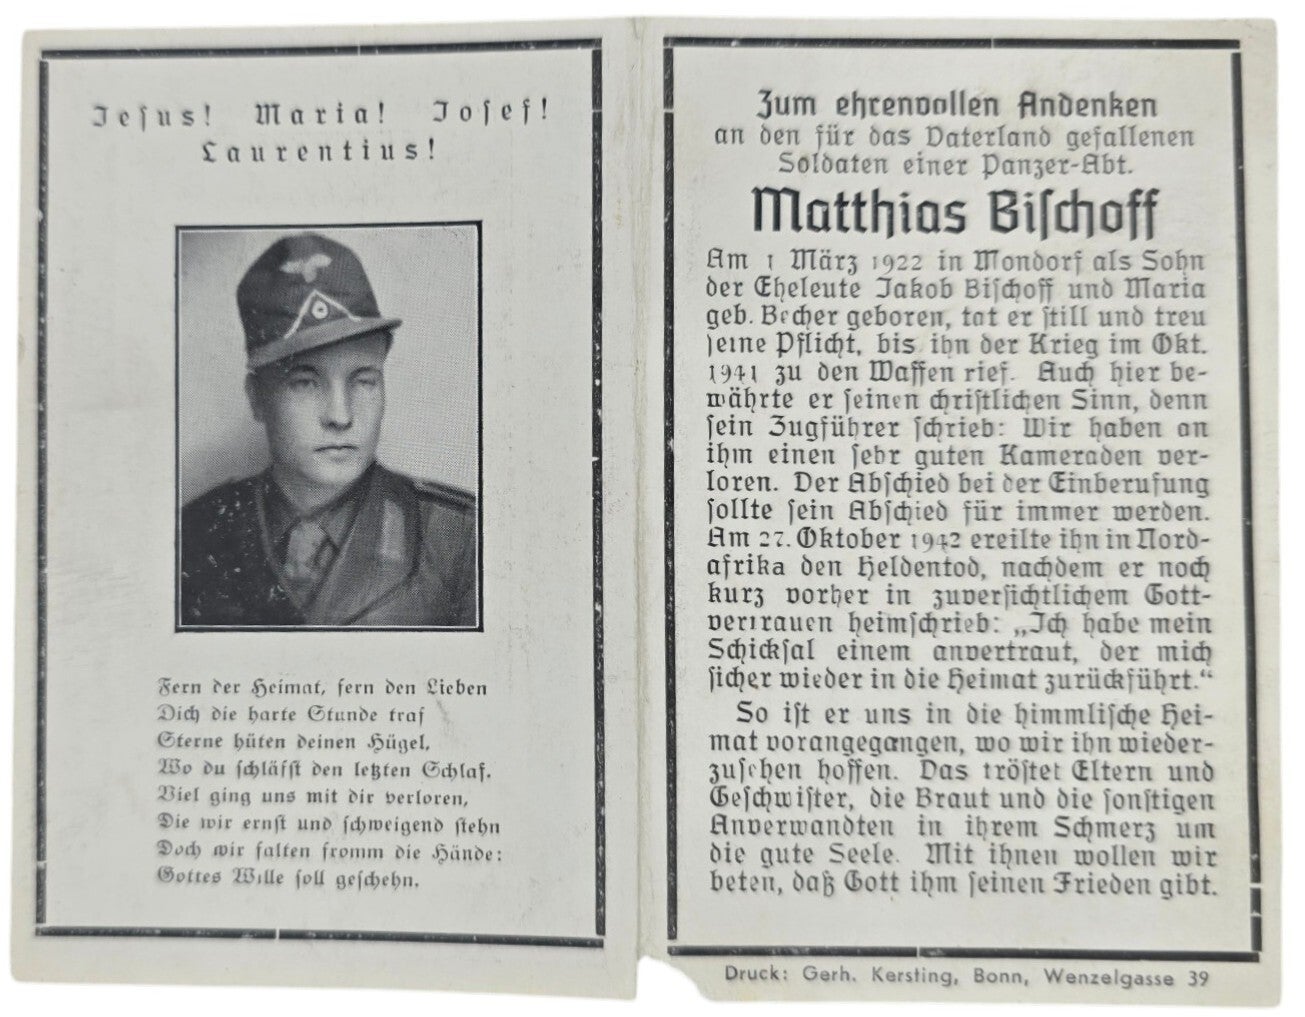 Jesus! Maria! Josef!
Laurentius!
Fern der Heimat, fern den Lieben
Dich die harte Stunde traf
Sterne hüten deinen Hügel,
Wo du schläfst den letzten Schlaf.
Viel ging uns mit dir verloren,
Die wir ernst und schweigend stehn
Doch wir falten fromm die Hände:
Gottes Wille soll geschehn.
Zum ehrenvollen Andenken
an den für das Vaterland gefallenen
Soldaten einer Panzer-Abt.
Matthias Bischoff
Am 1 März 1922 in Mondorf als Sohn
der Eheleute Jakob Bischoff und Maria
geb. Becher geboren, tat er still und treu
seine Pflicht, bis ihn der Krieg im Okt.
1941 zu den Waffen rief. Auch hier be-
währte er seinen christlichen Sinn, denn
sein Zugführer schrieb: Wir haben an
ihm einen sehr guten Kameraden ver-
loren. Der Abschied bei der Einberufung
sollte sein Abschied für immer werden.
Am 27. Oktober 1942 ereilte ihn in Nord-
afrika den Heldentod, nachdem er noch
kurz vorher in zuversichtlichem Gott-
vertrauen heimschrieb: „Ich habe mein
Schicksal einem anvertraut, der mich
sicher wieder in die Heimat zurückführt.“
So ist er uns in die himmlische Hei-
mat vorangegangen, wo wir ihn wieder-
zusehen hoffen. Das tröstet Eltern und
Geschwister, die Braut und die sonstigen
Anverwandten in ihrem Schmerz um
die gute Seele. Mit ihnen wollen wir
beten, daß Gott ihm seinen Frieden gibt.
Druck: Gerh. Kersting, Bonn, Wenzelgasse 39